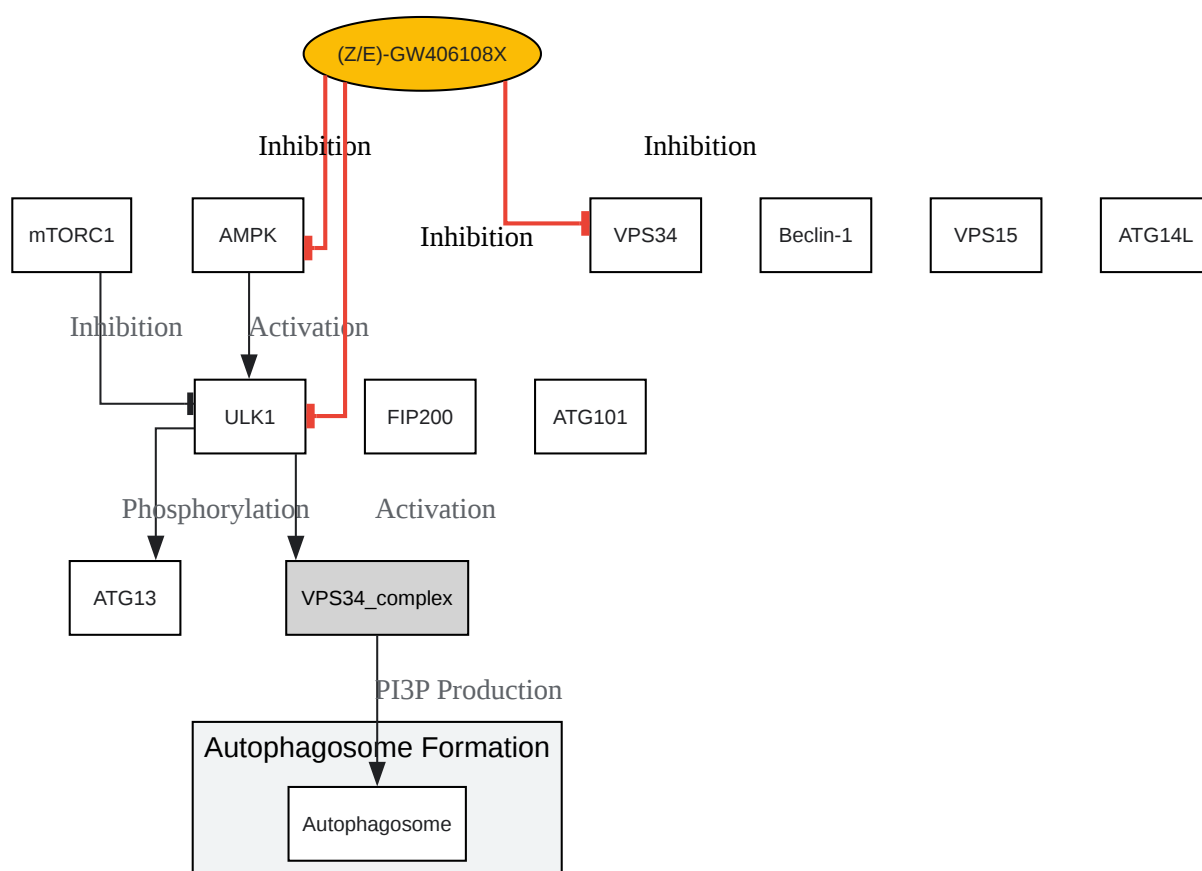 (Z/E)-GW406108X
Inhibition
Inhibition
mTORC1
AMPK
Inhibition
VPS34
Beclin-1
VPS15
ATG14L
Inhibition
Activation
ULK1
FIP200
ATG101
Phosphorylation
Activation
ATG13
VPS34_complex
PI3P Production
Autophagosome Formation
Autophagosome